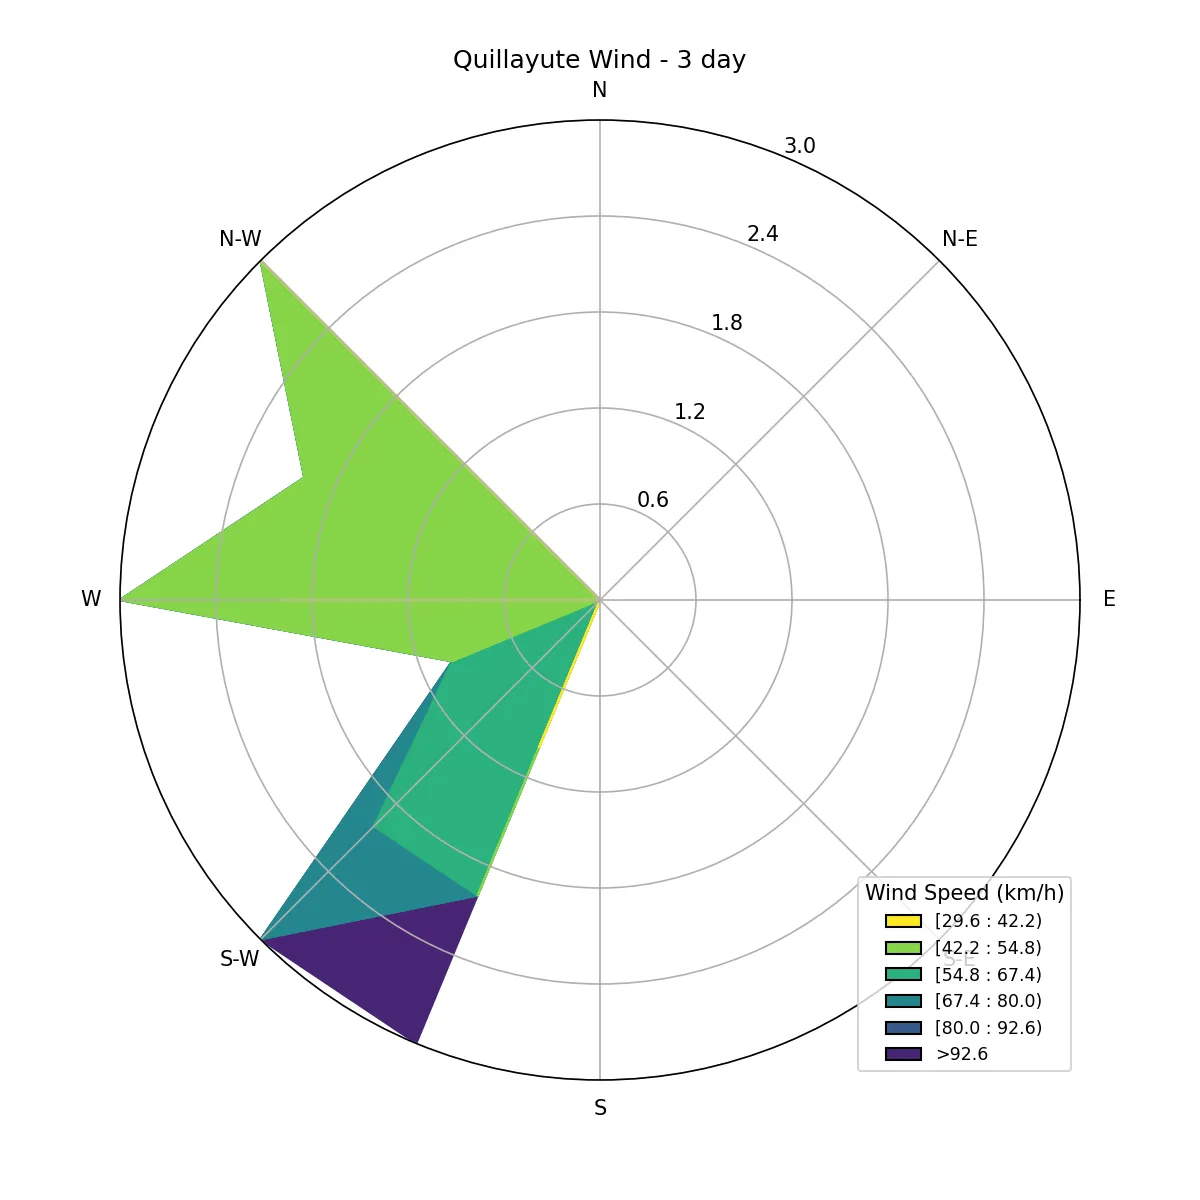 Quillayute Wind - 3 day
N
3.0
2.4
N-W
N-E
1.8
1.2
0.6
W
E
Wind Speed (km/h)
[29.6 : 42.2)
[42.2 : 54.8)
S-W
S-E
[54.8 : 67.4)
[67.4 : 80.0)
[80.0 : 92.6)
>92.6
S